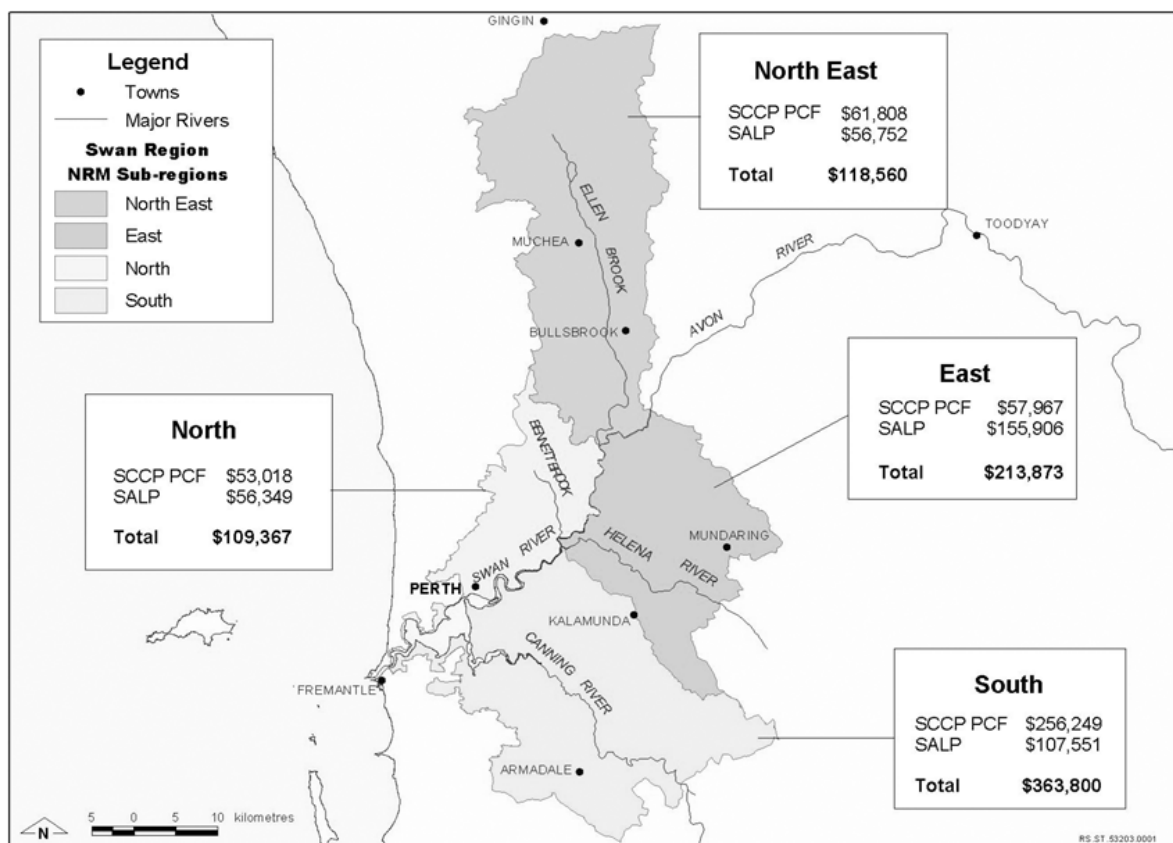 GINGIN
Legend
Towns
Major Rivers
Swan Region
NRM Sub-regions
North East
East
North
South
North East
SCCP PCF $61,808
SALP $56,752
Total $118,560
TOODYAY
ELLEN
BROOK
MUCHEA
RIVER
AVON
BULLSBROOK
East
SCCP PCF $57,967
SALP $155,906
Total $213,873
North
SCCP PCF $53,018
SALP $56,349
Total $109,367
BENNETT BROOK
SWAN RIVER
HELENA
RIVER
MUNDARING
PERTH
KALAMUNDA
CANNING
RIVER
FREMANTLE
South
SCCP PCF $256,249
SALP $107,551
Total $363,800
ARMADALE
5 0 5 10 kilometres
N
RS.ST.53203.0001